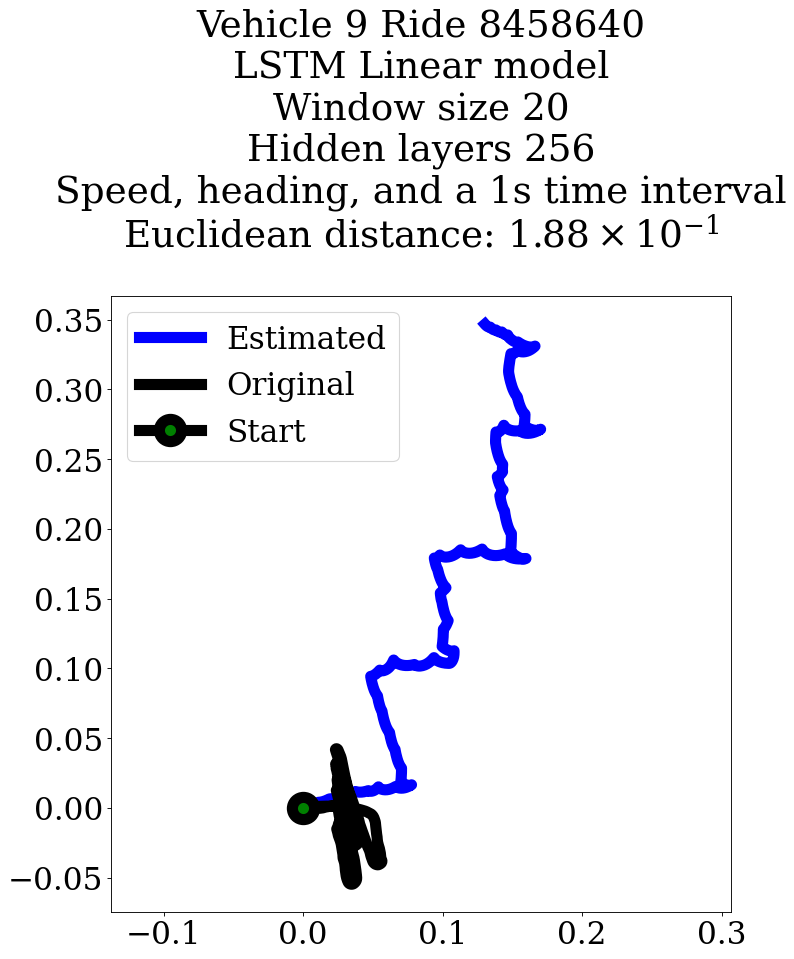 Vehicle 9 Ride 8458640
LSTM Linear model
Window size 20
Hidden layers 256
Speed, heading, and a 1s time interval
Euclidean distance: 1.88 × 10⁻¹
Estimated
Original
Start
0.35
0.30
0.25
0.20
0.15
0.10
0.05
0.00
−0.05
−0.1 0.0 0.1 0.2 0.3